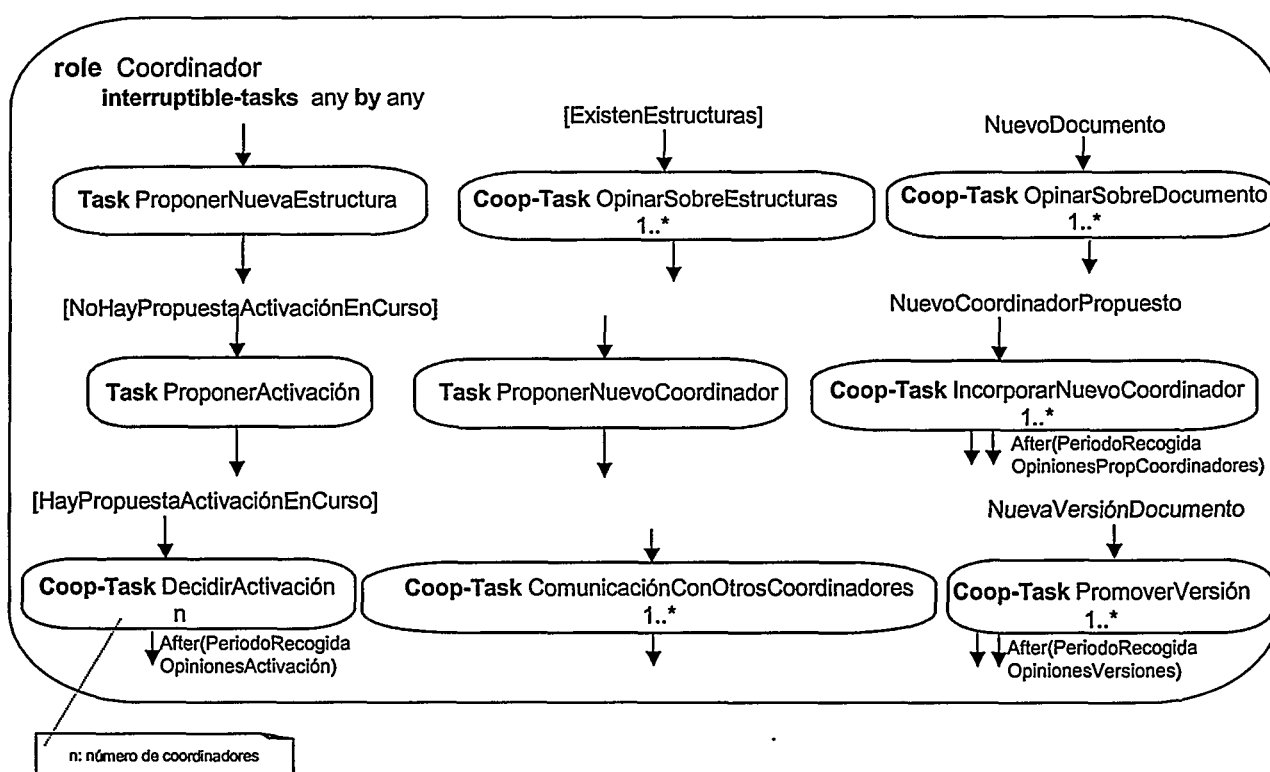 role Coordinador
interruptible-tasks any by any
[ExistenEstructuras]
NuevoDocumento
Task ProponerNuevaEstructura
Coop-Task OpinarSobreEstructuras
1..*
Coop-Task OpinarSobreDocumento
1..*
[NoHayPropuestaActivaciónEnCurso]
NuevoCoordinadorPropuesto
Task ProponerActivación
Task ProponerNuevoCoordinador
Coop-Task IncorporarNuevoCoordinador
1..*
After(PeriodoRecogida
OpinionesPropCoordinadores)
[HayPropuestaActivaciónEnCurso]
NuevaVersiónDocumento
Coop-Task DecidirActivación
n
After(PeriodoRecogida
OpinionesActivación)
Coop-Task ComunicaciónConOtrosCoordinadores
1..*
Coop-Task PromoverVersión
1..*
After(PeriodoRecogida
OpinionesVersiones)
n: número de coordinadores